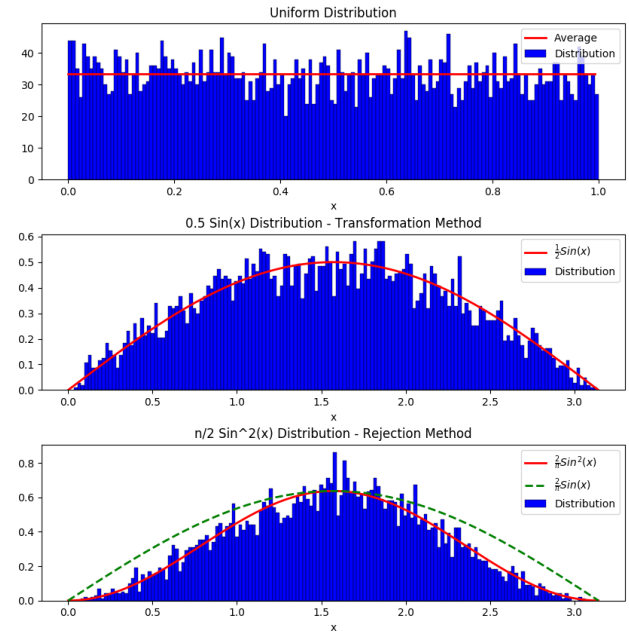 Uniform Distribution
Average
Distribution
40
30
20
10
0
0.0 0.2 0.4 0.6 0.8 1.0
x
0.5 Sin(x) Distribution - Transformation Method
½Sin(x)
Distribution
0.6
0.5
0.4
0.3
0.2
0.1
0.0
0.0 0.5 1.0 1.5 2.0 2.5 3.0
x
n/2 Sin^2(x) Distribution - Rejection Method
2/π Sin²(x)
2/π Sin(x)
Distribution
0.8
0.6
0.4
0.2
0.0
0.0 0.5 1.0 1.5 2.0 2.5 3.0
x